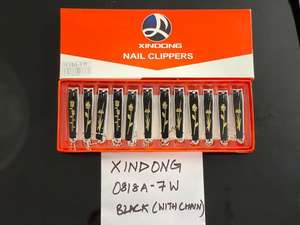 XINDONG
NAIL CLIPPERS
XINDONG
0818A-7W
BLACK (WITH CHAIN)